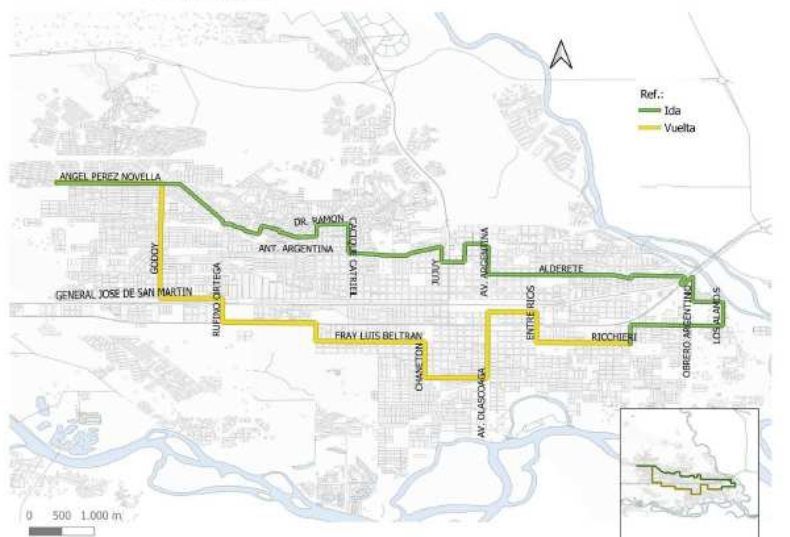 Ref.:
Ida
Vuelta
ANGEL PEREZ NOVELLA
DR. RAMON
CACIQUE CATRIEL
ANT. ARGENTINA
GODOY
JUJUY
AV. ARGENTINA
ALDERETE
GENERAL JOSE DE SAN MARTIN
RUFINO ORTEGA
ENTRE RIOS
OBRERO ARGENTINO
LOS ALAMOS
FRAY LUIS BELTRAN
RICCHIERI
CHANETON
AV. OLASCOAGA
0 500 1.000 m